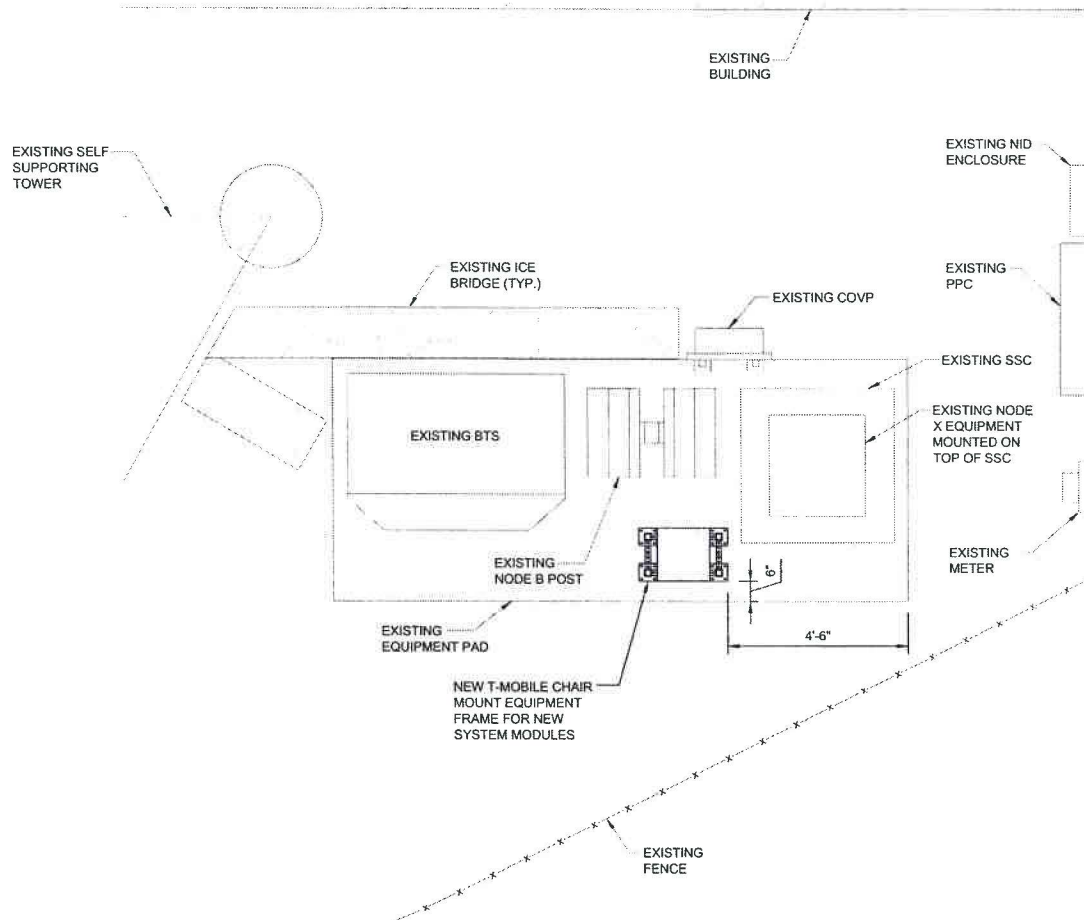 EXISTING
BUILDING
EXISTING SELF
SUPPORTING
TOWER
EXISTING NID
ENCLOSURE
EXISTING ICE
BRIDGE (TYP.)
EXISTING COVP
EXISTING
PPC
EXISTING SSC
EXISTING BTS
EXISTING NODE
X EQUIPMENT
MOUNTED ON
TOP OF SSC
EXISTING
NODE B POST
6"
EXISTING
METER
EXISTING
EQUIPMENT PAD
4'-6"
NEW T-MOBILE CHAIR
MOUNT EQUIPMENT
FRAME FOR NEW
SYSTEM MODULES
EXISTING
FENCE